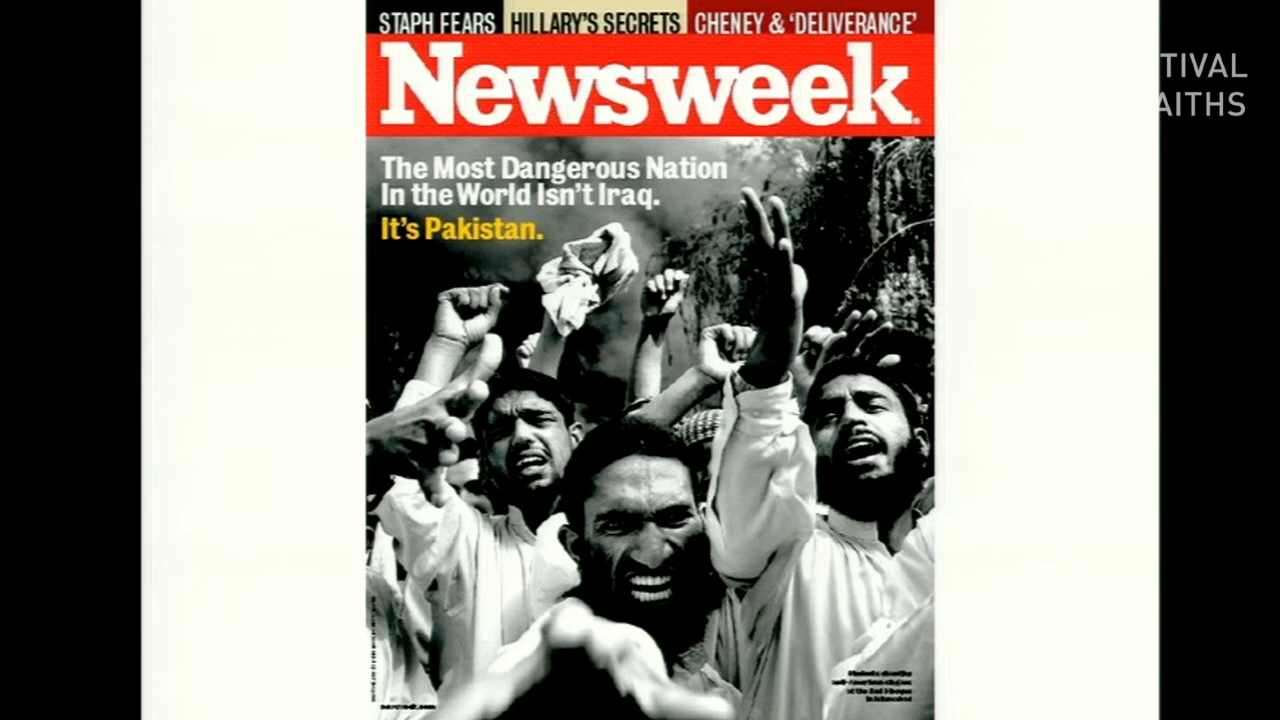 STAPH FEARS
HILLARY'S SECRETS
CHENEY & 'DELIVERANCE'
Newsweek
TIVAL
AITHS
The Most Dangerous Nation
In the World Isn't Iraq.
It's Pakistan.